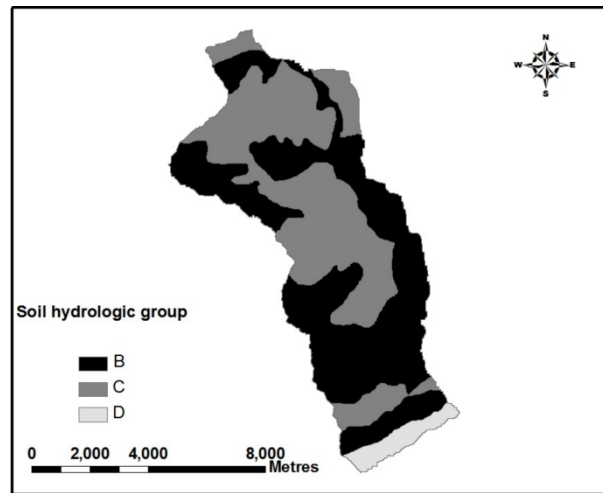 N
W E
S
Soil hydrologic group
B
C
D
0 2,000 4,000 8,000
Metres